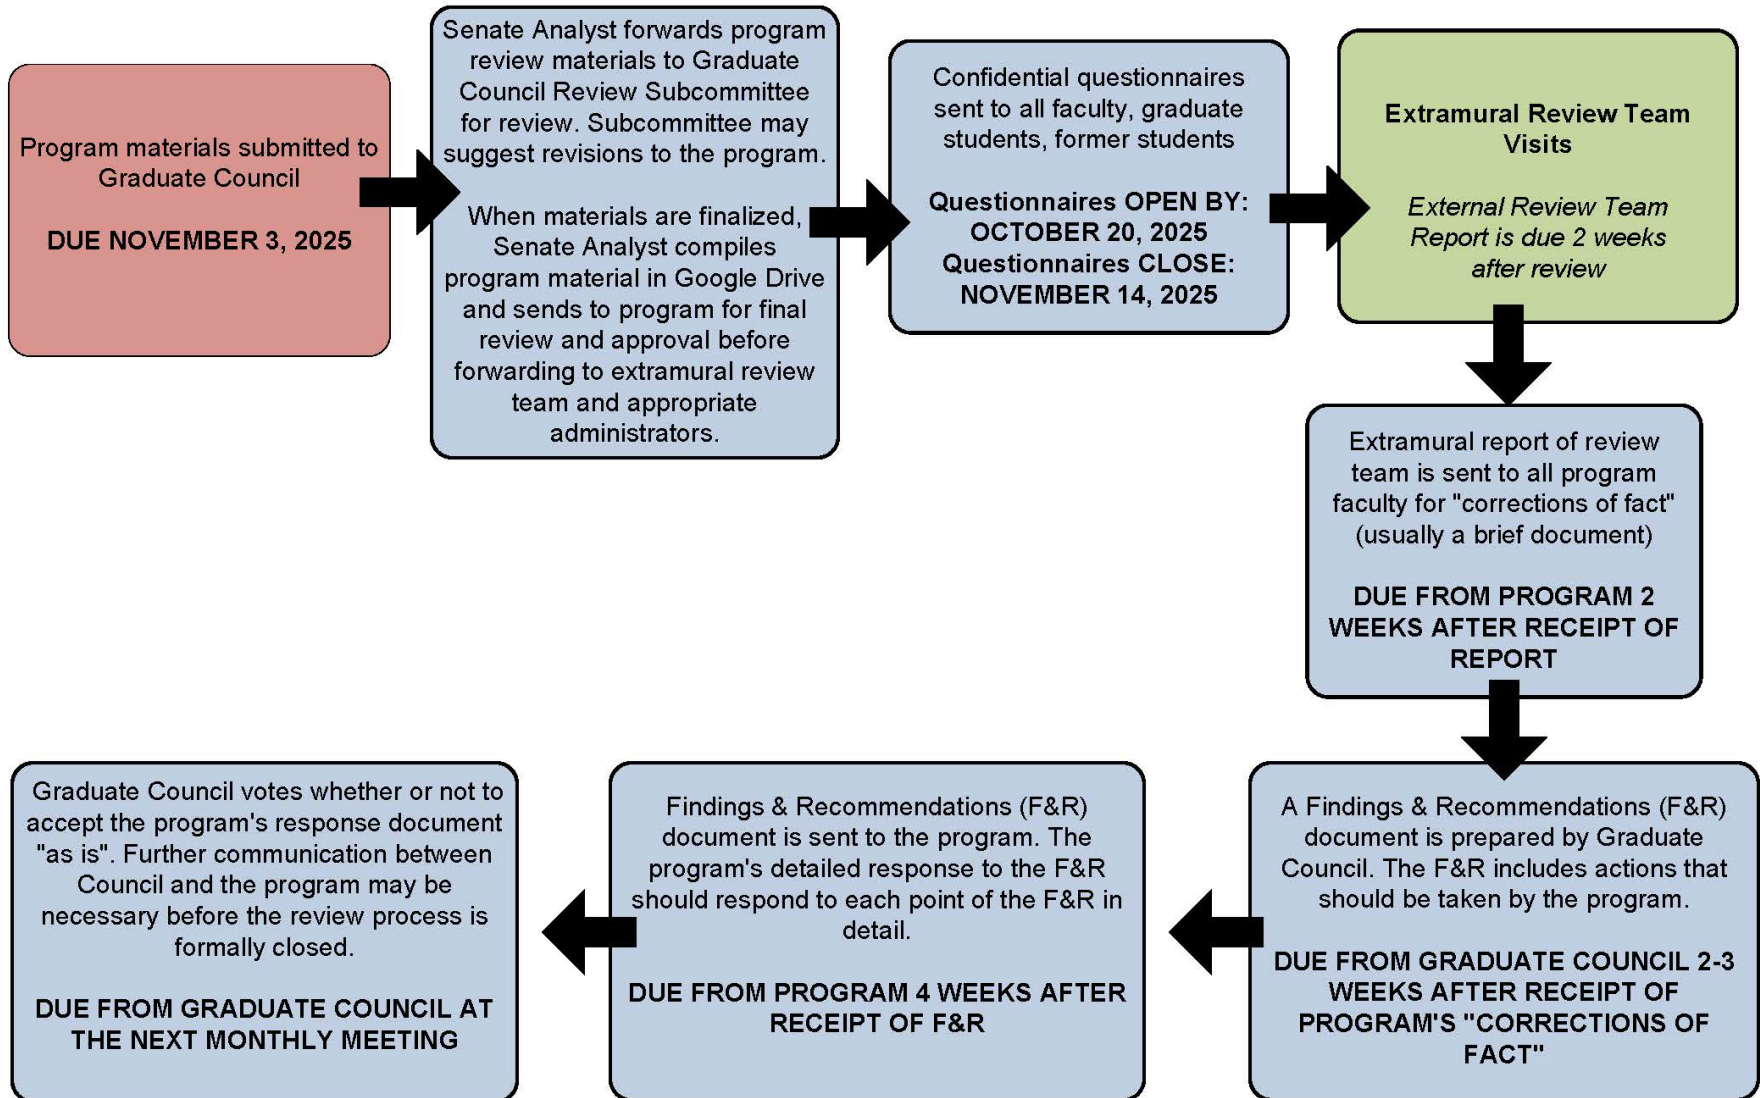 Program materials submitted to
Graduate Council
DUE NOVEMBER 3, 2025
Senate Analyst forwards program
review materials to Graduate
Council Review Subcommittee
for review. Subcommittee may
suggest revisions to the program.
When materials are finalized,
Senate Analyst compiles
program material in Google Drive
and sends to program for final
review and approval before
forwarding to extramural review
team and appropriate
administrators.
Confidential questionnaires
sent to all faculty, graduate
students, former students
Questionnaires OPEN BY:
OCTOBER 20, 2025
Questionnaires CLOSE:
NOVEMBER 14, 2025
Extramural Review Team
Visits
External Review Team
Report is due 2 weeks
after review
Extramural report of review
team is sent to all program
faculty for "corrections of fact"
(usually a brief document)
DUE FROM PROGRAM 2
WEEKS AFTER RECEIPT OF
REPORT
A Findings & Recommendations (F&R)
document is prepared by Graduate
Council. The F&R includes actions that
should be taken by the program.
DUE FROM GRADUATE COUNCIL 2-3
WEEKS AFTER RECEIPT OF
PROGRAM'S "CORRECTIONS OF
FACT"
Findings & Recommendations (F&R)
document is sent to the program. The
program's detailed response to the F&R
should respond to each point of the F&R in
detail.
DUE FROM PROGRAM 4 WEEKS AFTER
RECEIPT OF F&R
Graduate Council votes whether or not to
accept the program's response document
"as is". Further communication between
Council and the program may be
necessary before the review process is
formally closed.
DUE FROM GRADUATE COUNCIL AT
THE NEXT MONTHLY MEETING